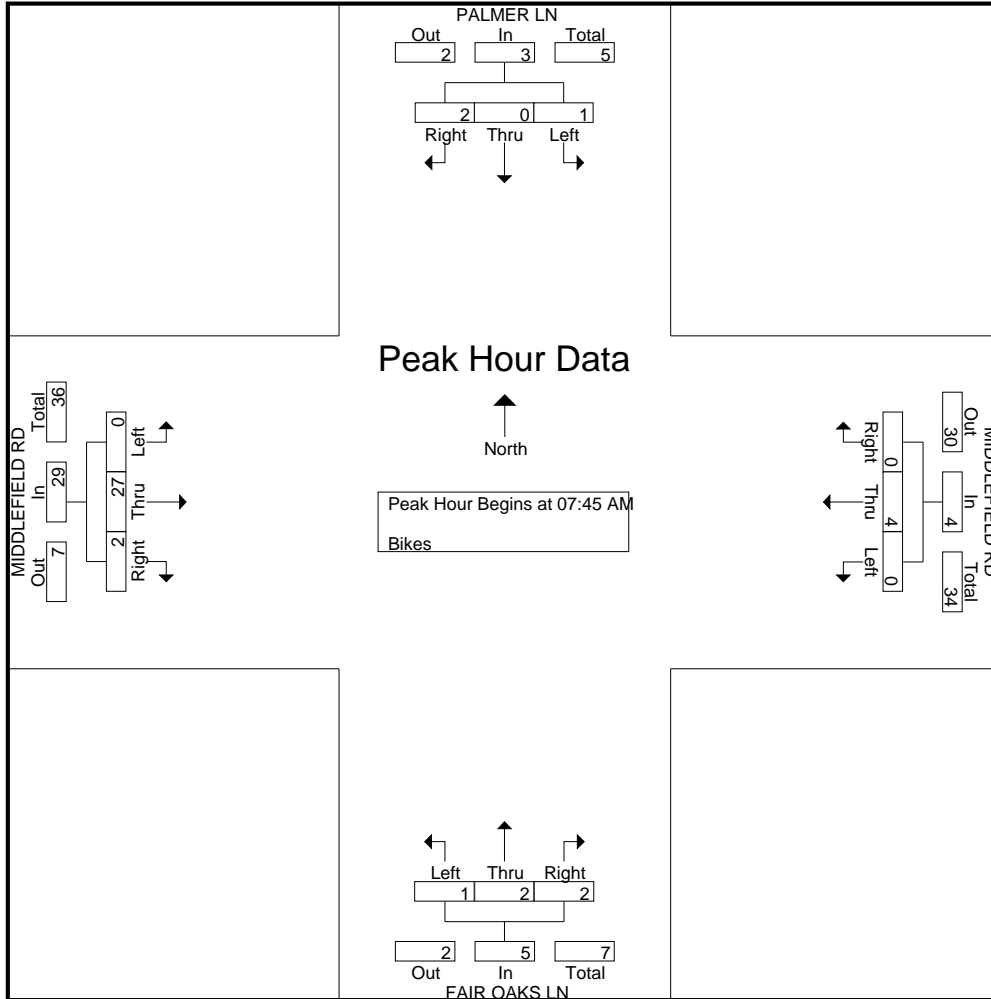 PALMER LN
Out In Total
2 3 5
2 0 1
Right Thru Left
Peak Hour Data
North
Peak Hour Begins at 07:45 AM
Bikes
MIDDLEFIELD RD
Out In Total
7 29 36
Left Thru Right
0 27 2
MIDDLEFIELD RD
Out In Total
30 4 34
Right Thru Left
0 4 0
Left Thru Right
1 2 2
2 5 7
Out In Total
FAIR OAKS LN